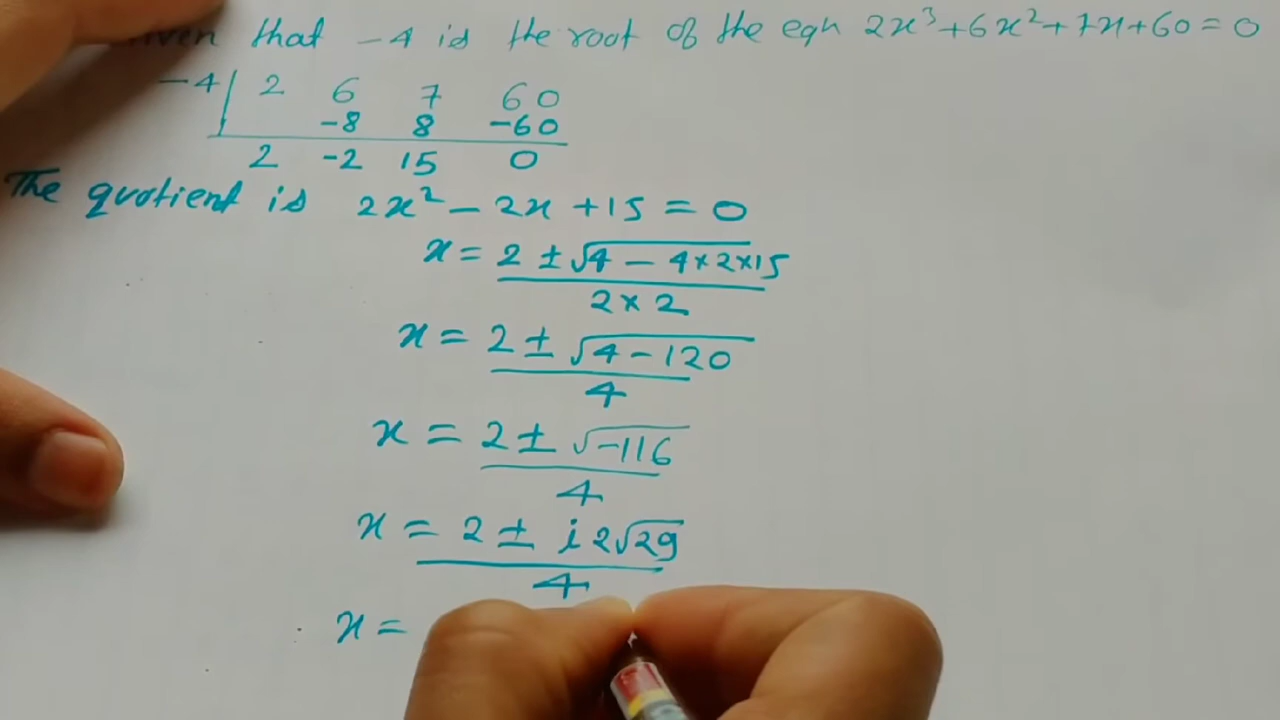 that -4 is the root of the eqn 2x³+6x²+7x+60=0
-4 | 2 6 7 60
-8 8 -60
2 -2 15 0
The quotient is 2x² - 2x +15 = 0
x = 2 ± √4 - 4×2×15
2×2
x = 2 ± √4-120
4
x = 2 ± √-116
4
x = 2 ± i2√29
4
x =